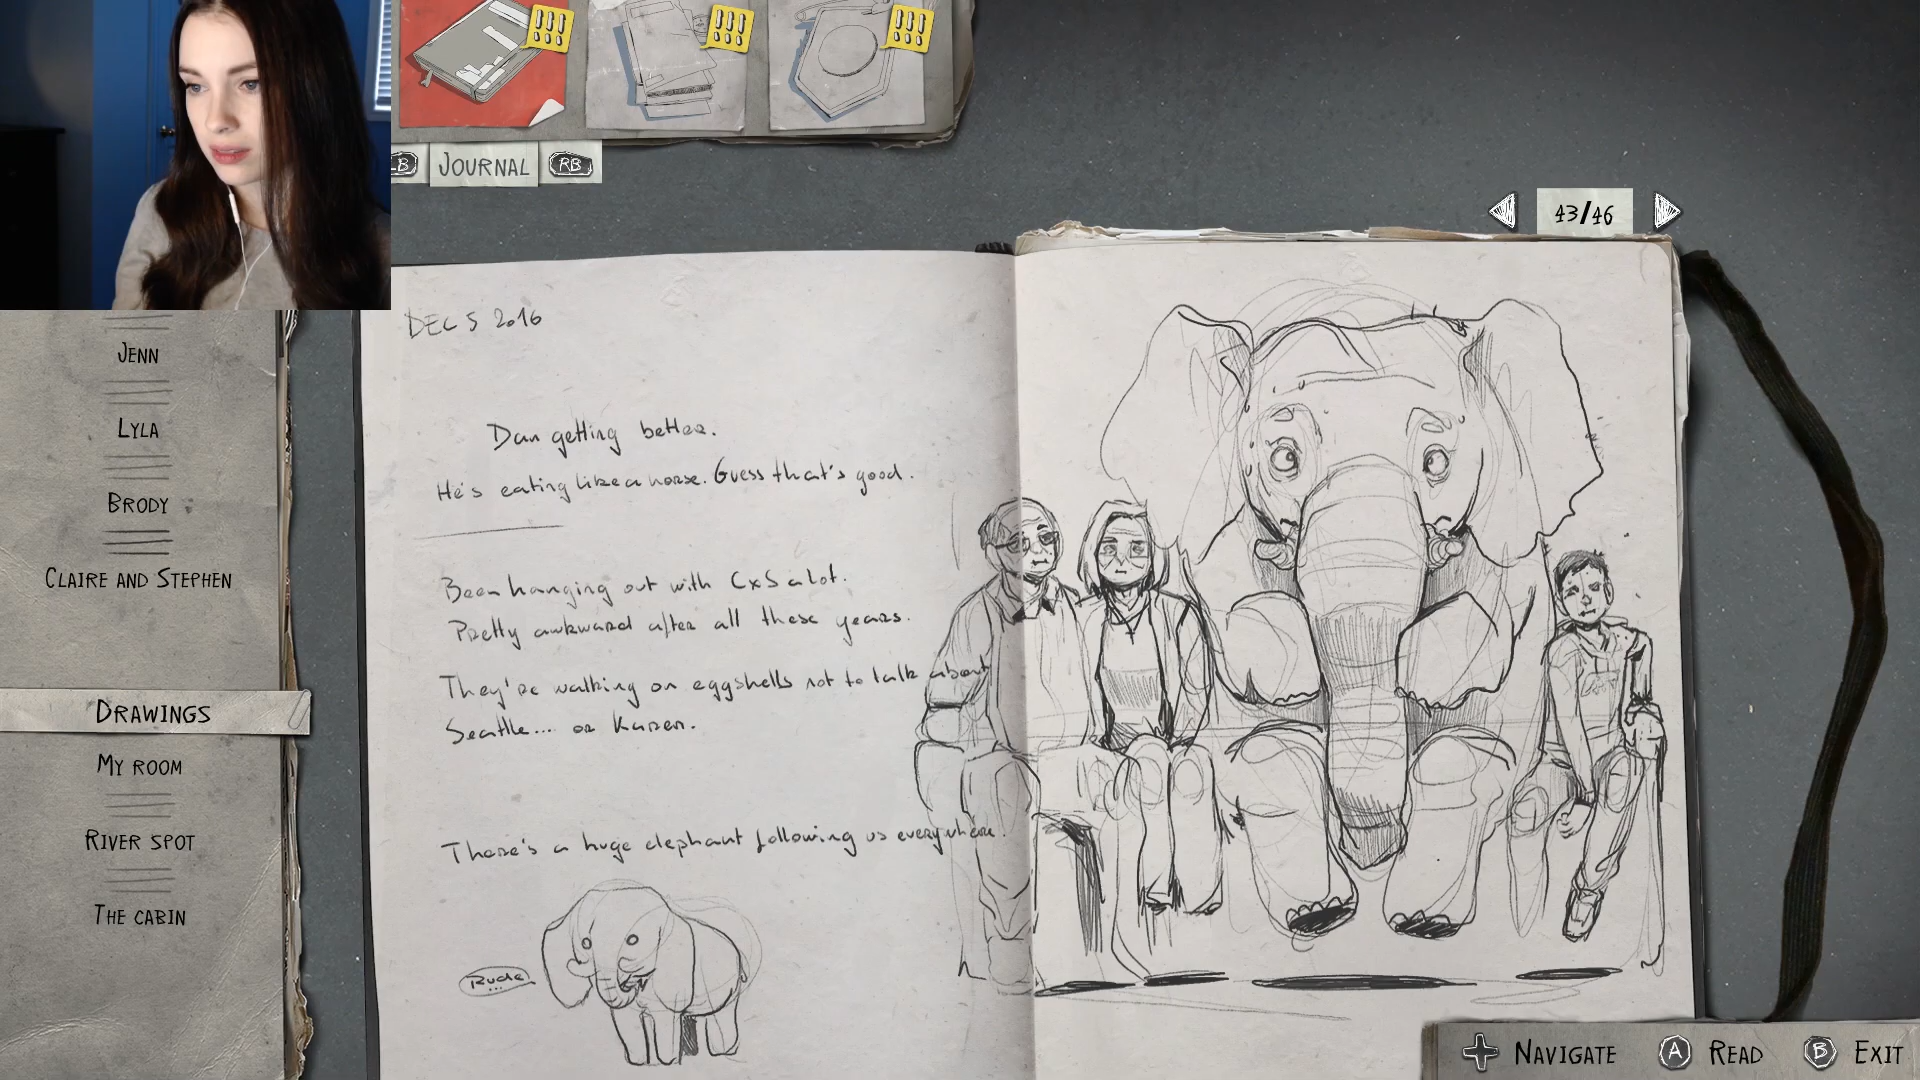 !!!
!!!
!!!
LB
JOURNAL
RB
43/46
JENN
LYLA
BRODY
CLAIRE AND STEPHEN
DRAWINGS
MY ROOM
RIVER SPOT
THE CABIN
DEC 5 2016
Dan getting better.
He's eating like a horse. Guess that's good.
Been hanging out with CxS a lot.
Pretty awkward after all these years.
They're walking on eggshells not to talk about
Seattle... or Karen.
There's a huge elephant following us everywhere.
Rude
...
NAVIGATE
A READ
B EXIT